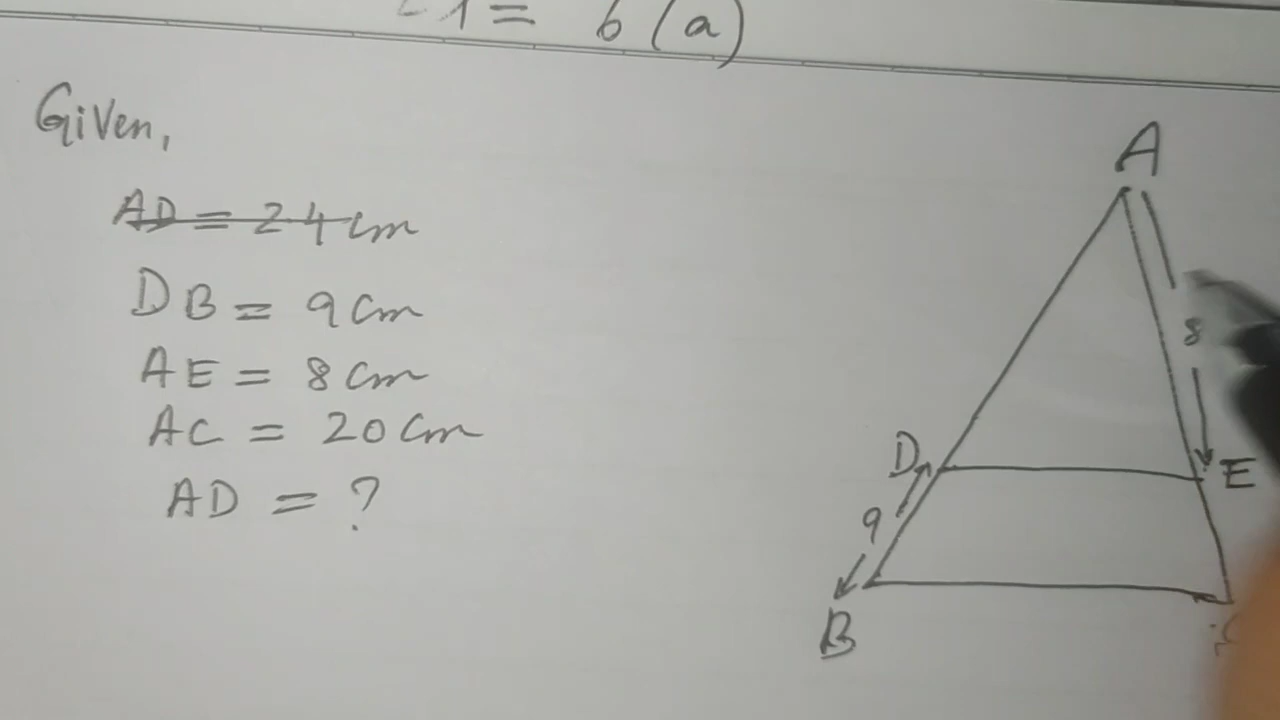 = 6 (a)
Given,
AD = 24 cm
DB = 9 cm
AE = 8 cm
AC = 20 cm
AD = ?
A
8
D
E
9
B